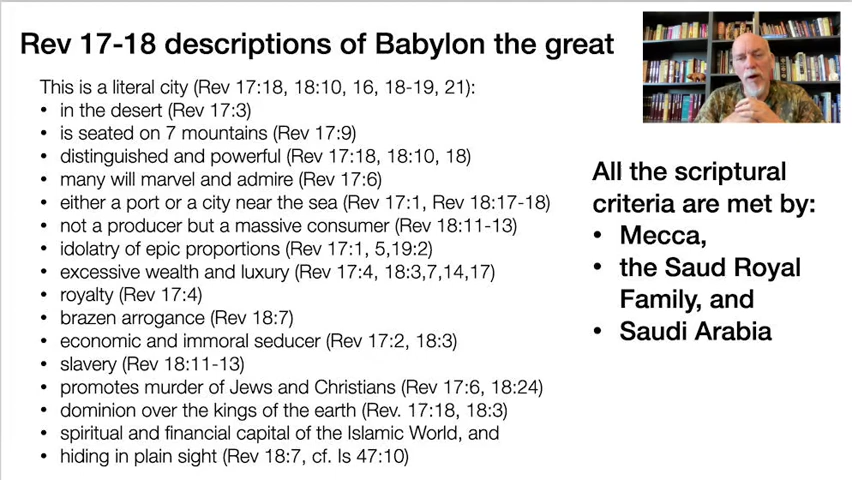 Rev 17-18 descriptions of Babylon the great
This is a literal city (Rev 17:18, 18:10, 16, 18-19, 21):
• in the desert (Rev 17:3)
• is seated on 7 mountains (Rev 17:9)
• distinguished and powerful (Rev 17:18, 18:10, 18)
• many will marvel and admire (Rev 17:6)
• either a port or a city near the sea (Rev 17:1, Rev 18:17-18)
• not a producer but a massive consumer (Rev 18:11-13)
• idolatry of epic proportions (Rev 17:1, 5,19:2)
• excessive wealth and luxury (Rev 17:4, 18:3,7,14,17)
• royalty (Rev 17:4)
• brazen arrogance (Rev 18:7)
• economic and immoral seducer (Rev 17:2, 18:3)
• slavery (Rev 18:11-13)
• promotes murder of Jews and Christians (Rev 17:6, 18:24)
• dominion over the kings of the earth (Rev. 17:18, 18:3)
• spiritual and financial capital of the Islamic World, and
• hiding in plain sight (Rev 18:7, cf. Is 47:10)
All the scriptural
criteria are met by:
• Mecca,
• the Saud Royal
Family, and
• Saudi Arabia